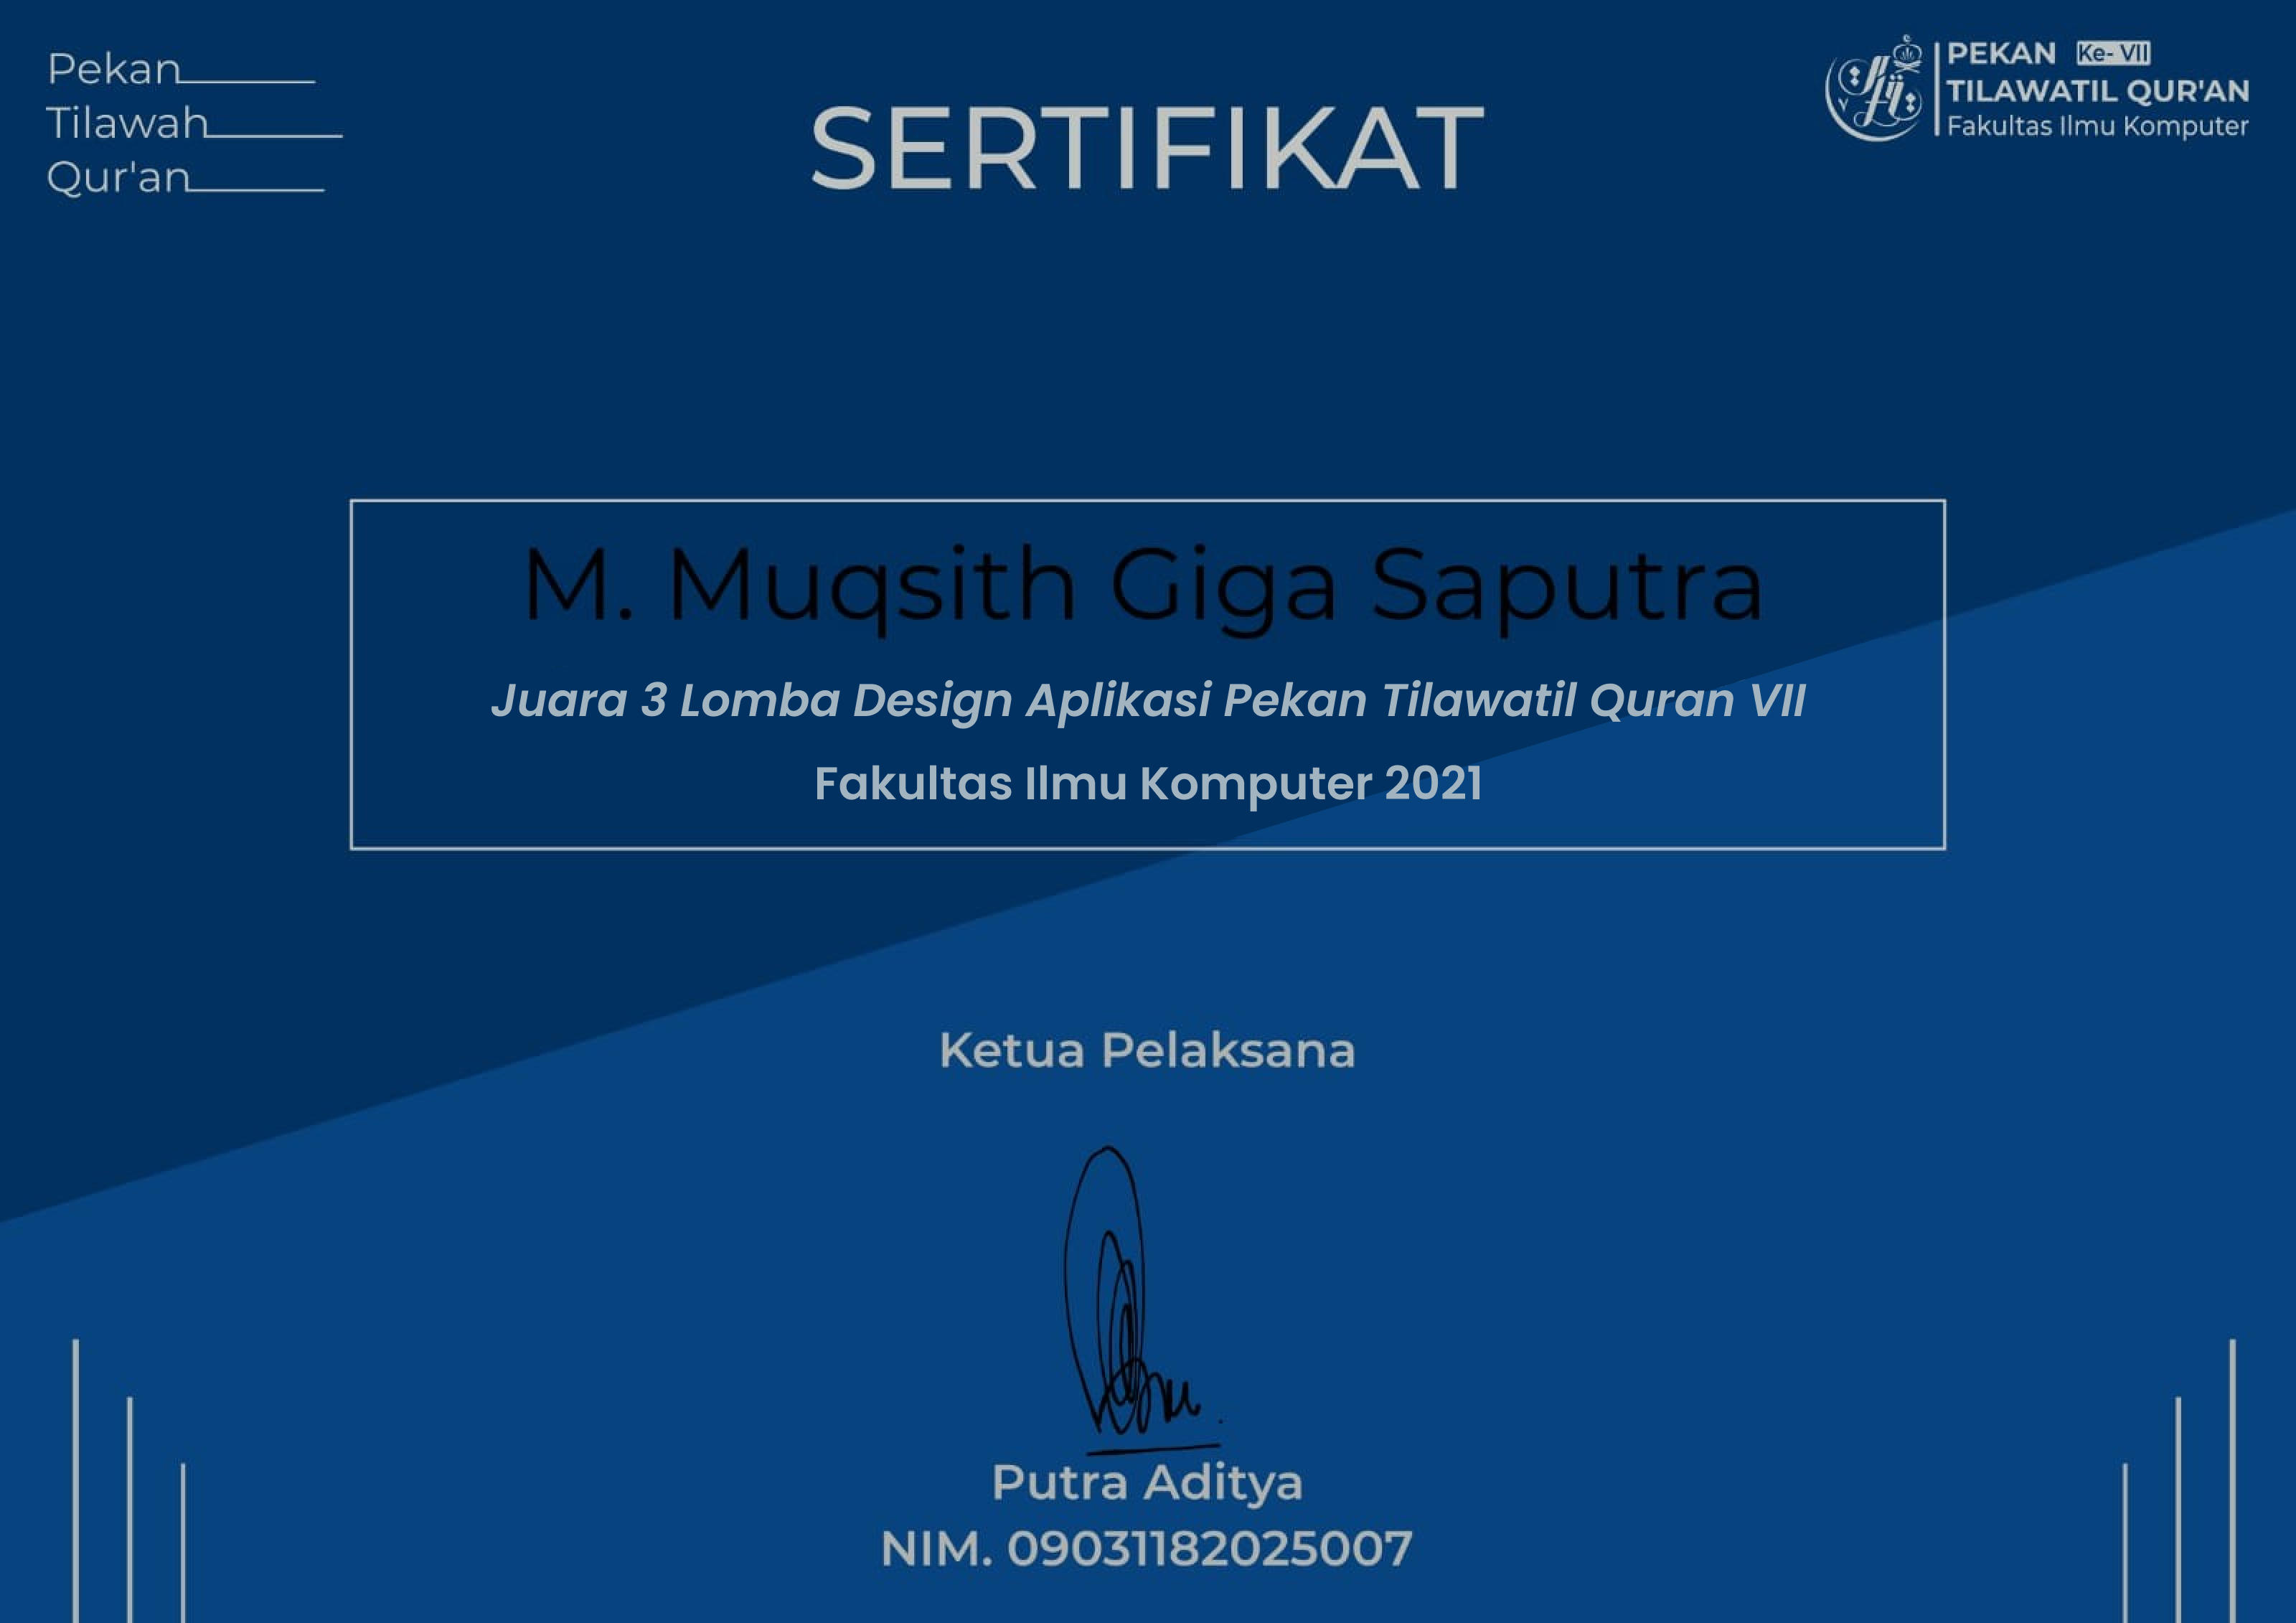 Pekan
Tilawah
Qur'an
PEKAN Ke- VII
TILAWATIL QUR'AN
Fakultas Ilmu Komputer
SERTIFIKAT
M. Muqsith Giga Saputra
Juara 3 Lomba Design Aplikasi Pekan Tilawatil Quran VII
Fakultas Ilmu Komputer 2021
Ketua Pelaksana
Putra Aditya
NIM. 09031182025007